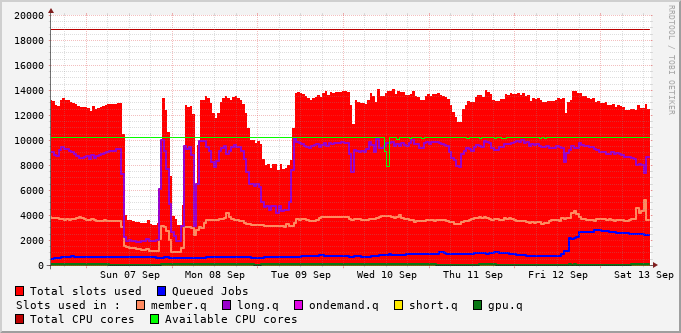 20000
18000
16000
14000
12000
10000
8000
6000
4000
2000
0
Sun 07 Sep Mon 08 Sep Tue 09 Sep Wed 10 Sep Thu 11 Sep Fri 12 Sep Sat 13 Sep
Total slots used Queued Jobs
Slots used in : member.q long.q ondemand.q short.q gpu.q
Total CPU cores Available CPU cores
RRDTOOL / TOBI OETIKER